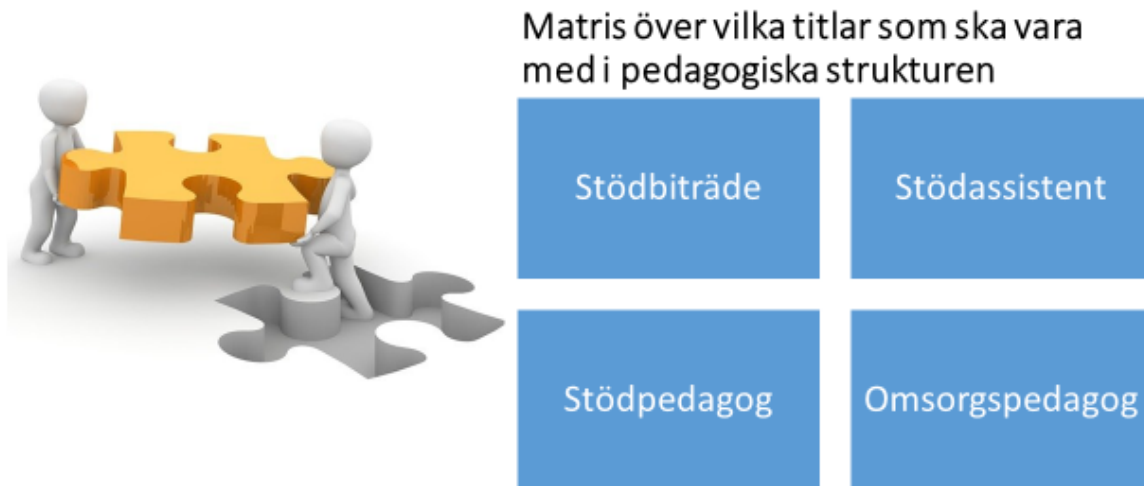 Matris över vilka titlar som ska vara
med i pedagogiska strukturen
Stödbiträde
Stödassistent
Stödpedagog
Omsorgspedagog